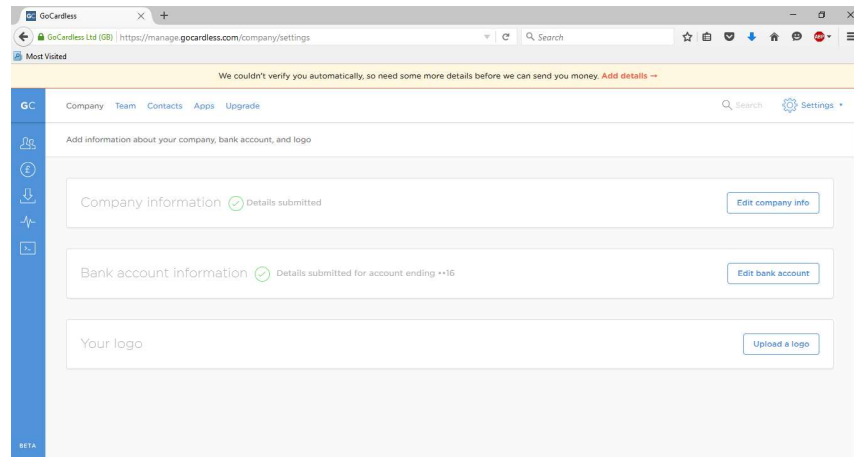 GC GoCardless
GoCardless Ltd (GB) https://manage.gocardless.com/company/settings Search
Most Visited
We couldn't verify you automatically, so need some more details before we can send you money. Add details →
GC Company Team Contacts Apps Upgrade Search Settings
Add information about your company, bank account, and logo
Company information Details submitted Edit company info
Bank account information Details submitted for account ending ••16 Edit bank account
Your logo Upload a logo
BETA